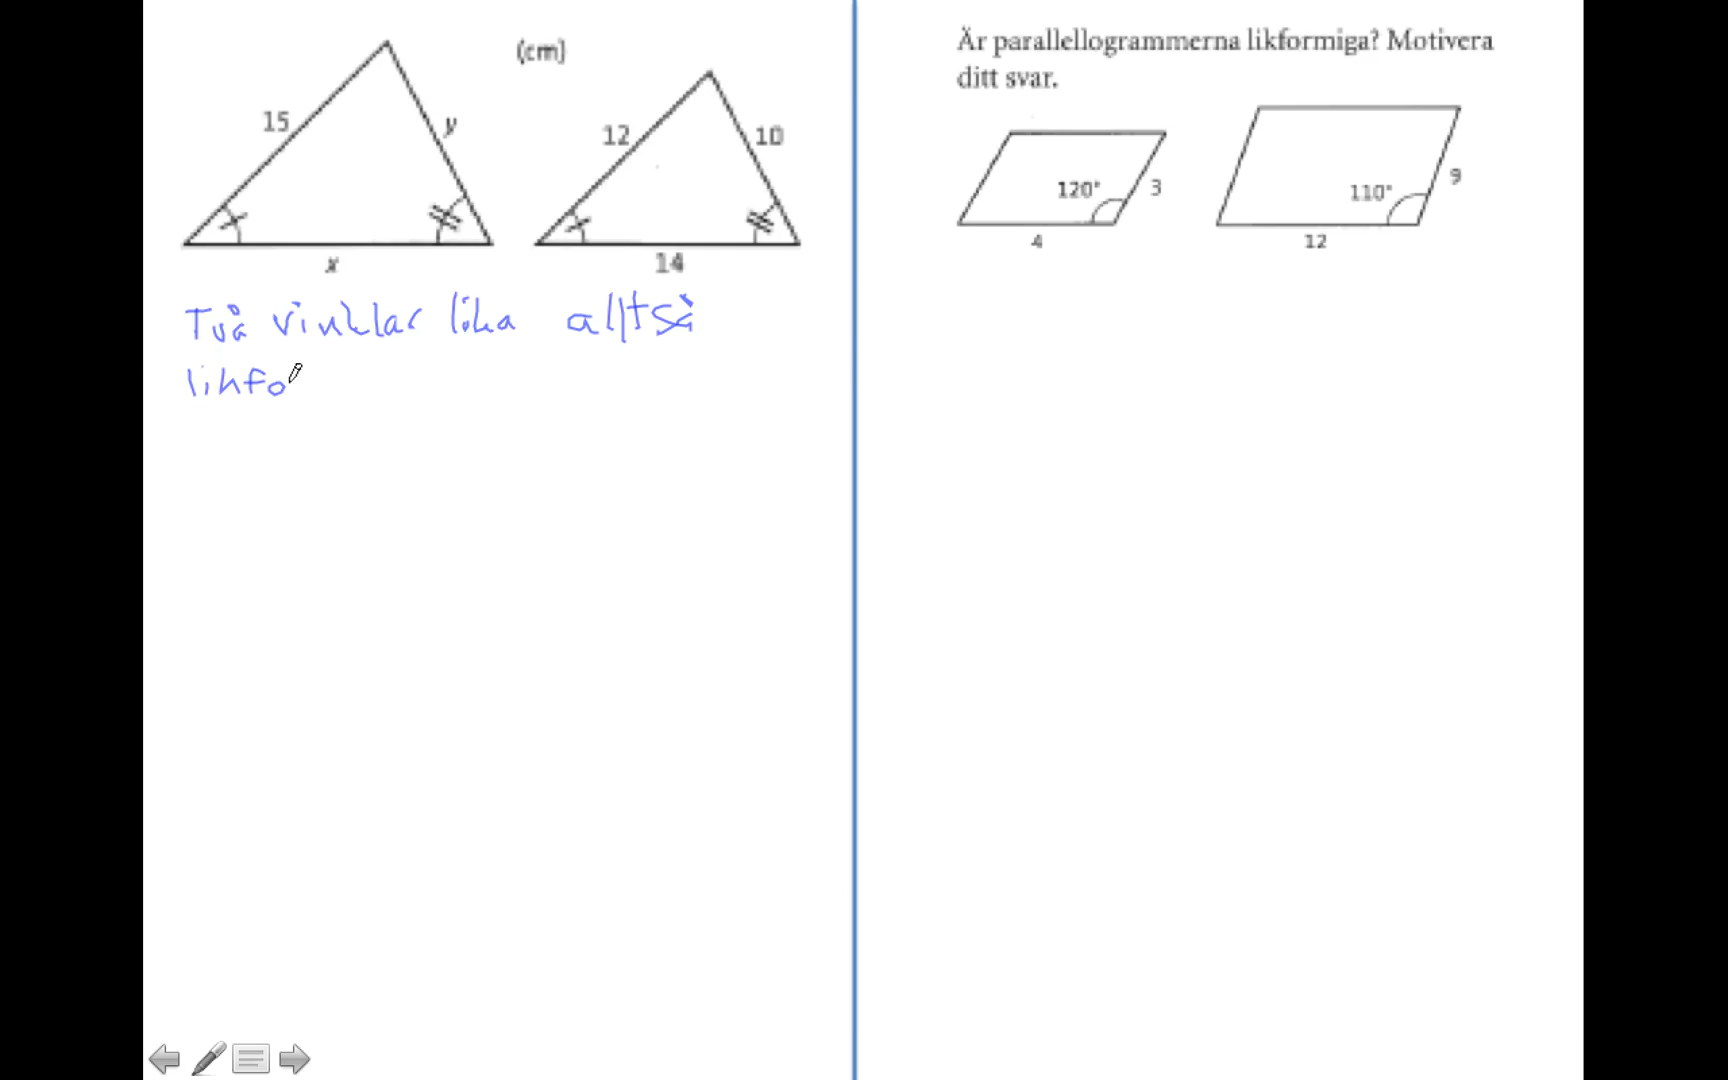 (cm)
15
y
x
12
10
14
Två vinklar lika alltså
likfo
Är parallellogrammerna likformiga? Motivera
ditt svar.
120°
3
4
110°
9
12